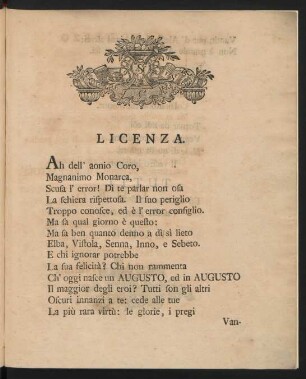 LICENZA.
Ah dell' aonio Coro,
Magnanimo Monarca,
Scusa l' error! Di te parlar non osa
La schiera rispettosa. Il suo periglio
Troppo conosce, ed è l' error consiglio.
Ma sa qual giorno è questo:
Ma sa ben quanto denno a dì sì lieto
Elba, Vistola, Senna, Inno, e Sebeto.
E chi ignorar potrebbe
La sua felicità? Chi non rammenta
Ch' oggi nasce un AUGUSTO, ed in AUGUSTO
Il maggior degli eroi? Tutti son gli altri
Oscuri innanzi a te: cede alle tue
La più rara virtù: le glorie, i pregi
Van-